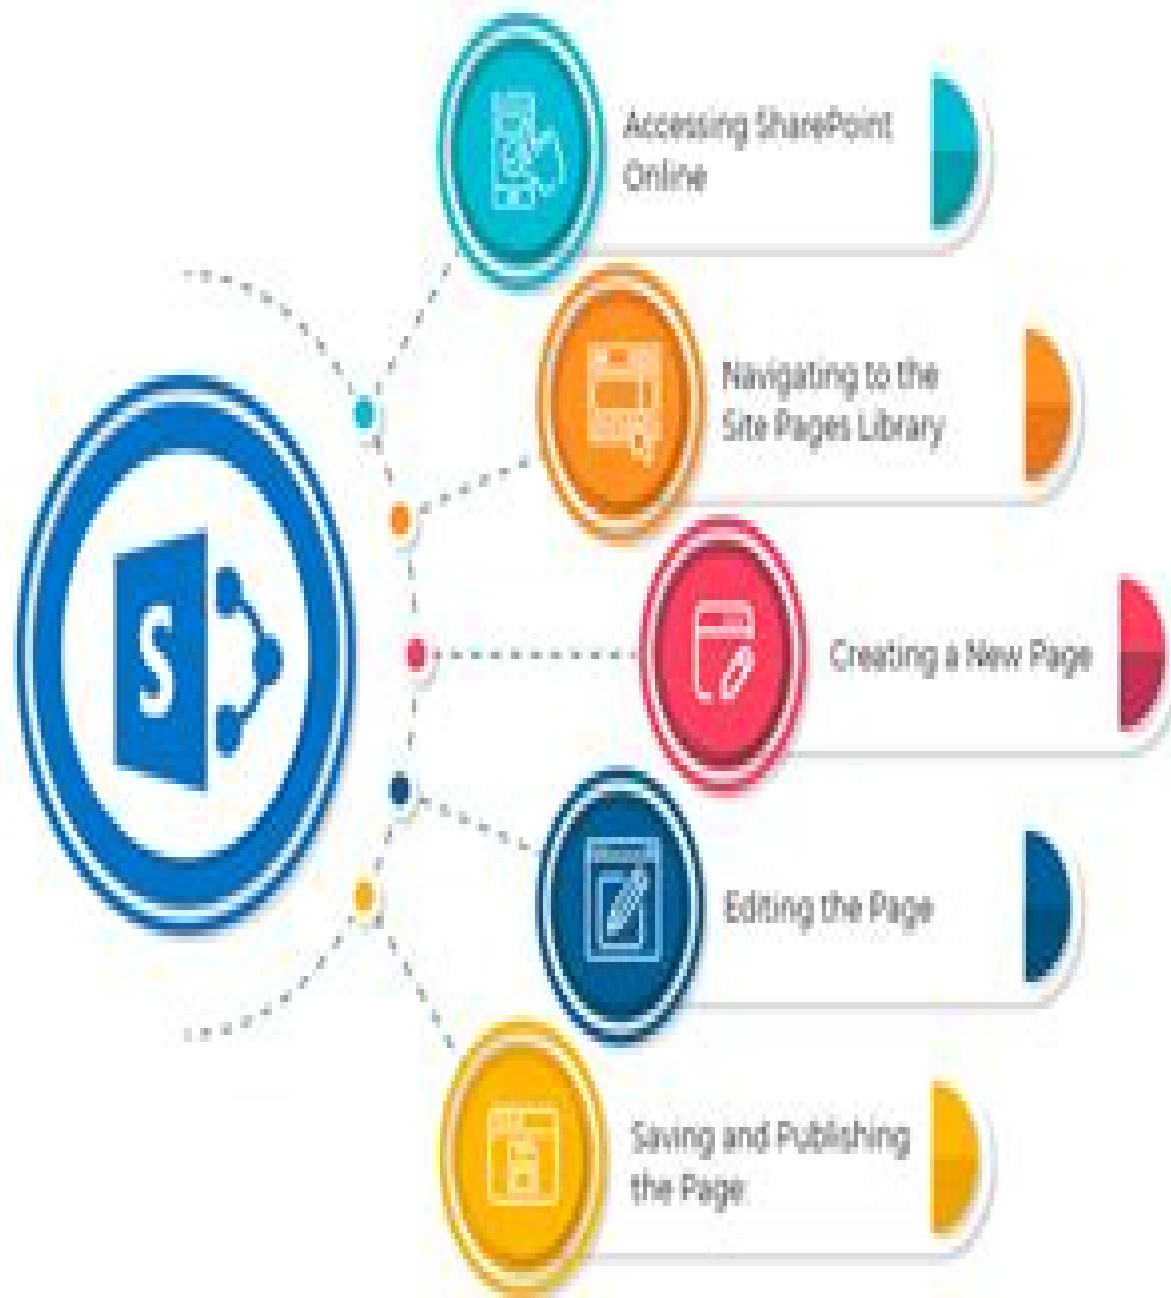 Accessing SharePoint
Online
Navigating to the
Site Pages Library
S
Creating a New Page
Editing the Page
Saving and Publishing
the Page